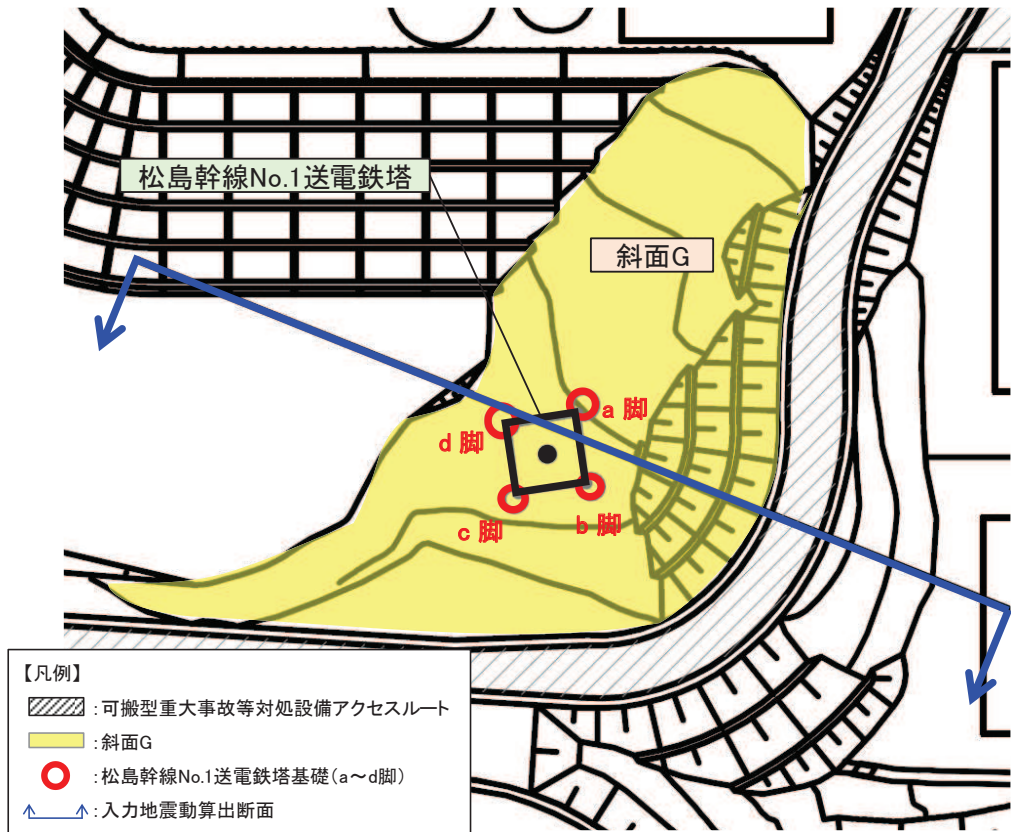 松島幹線No.1送電鉄塔
斜面G
a 脚
d 脚
c 脚
b 脚
【凡例】
:可搬型重大事故等対処設備アクセスルート
:斜面G
:松島幹線No.1送電鉄塔基礎(a~d脚)
:入力地震動算出断面